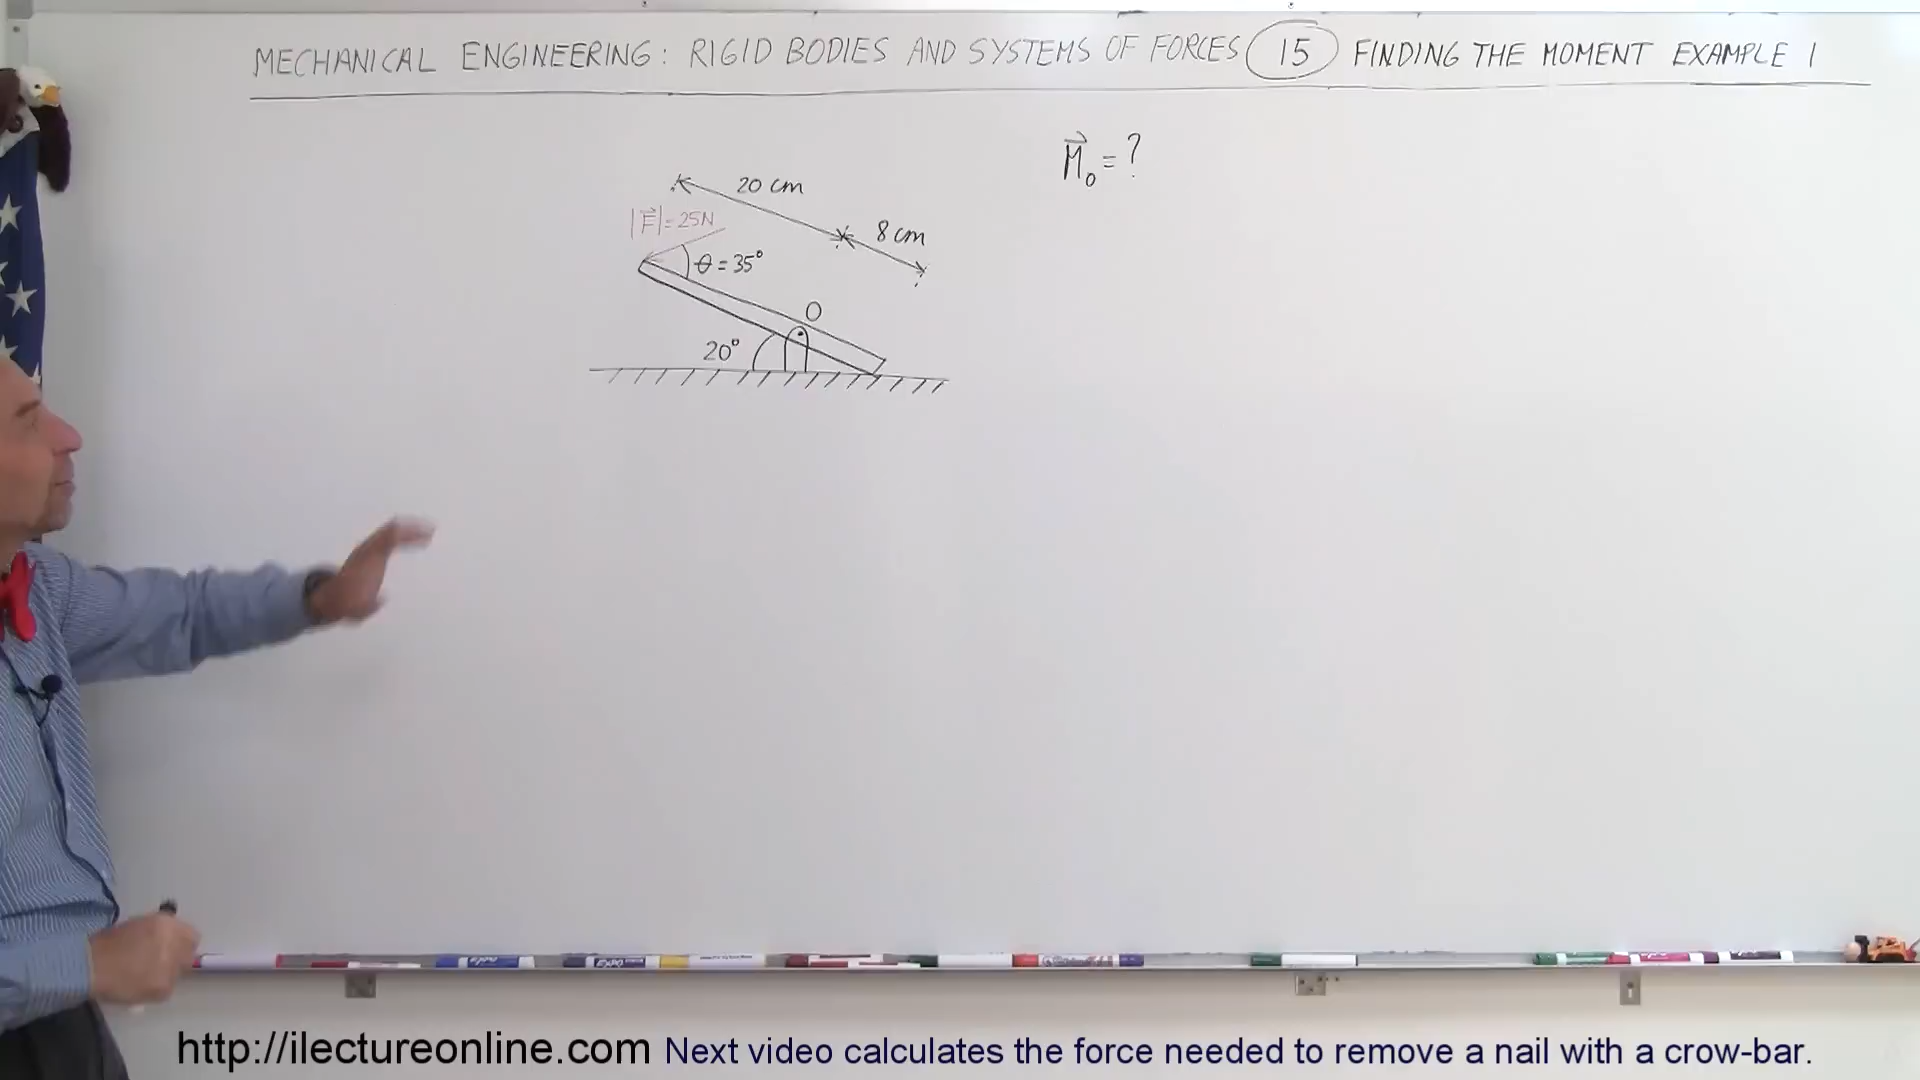 MECHANICAL ENGINEERING: RIGID BODIES AND SYSTEMS OF FORCES 15 FINDING THE MOMENT EXAMPLE 1
M⃗₀ = ?
20 cm
|F⃗| = 25N
8 cm
θ = 35°
O
20°
EXPO
http://ilectureonline.com Next video calculates the force needed to remove a nail with a crow-bar.